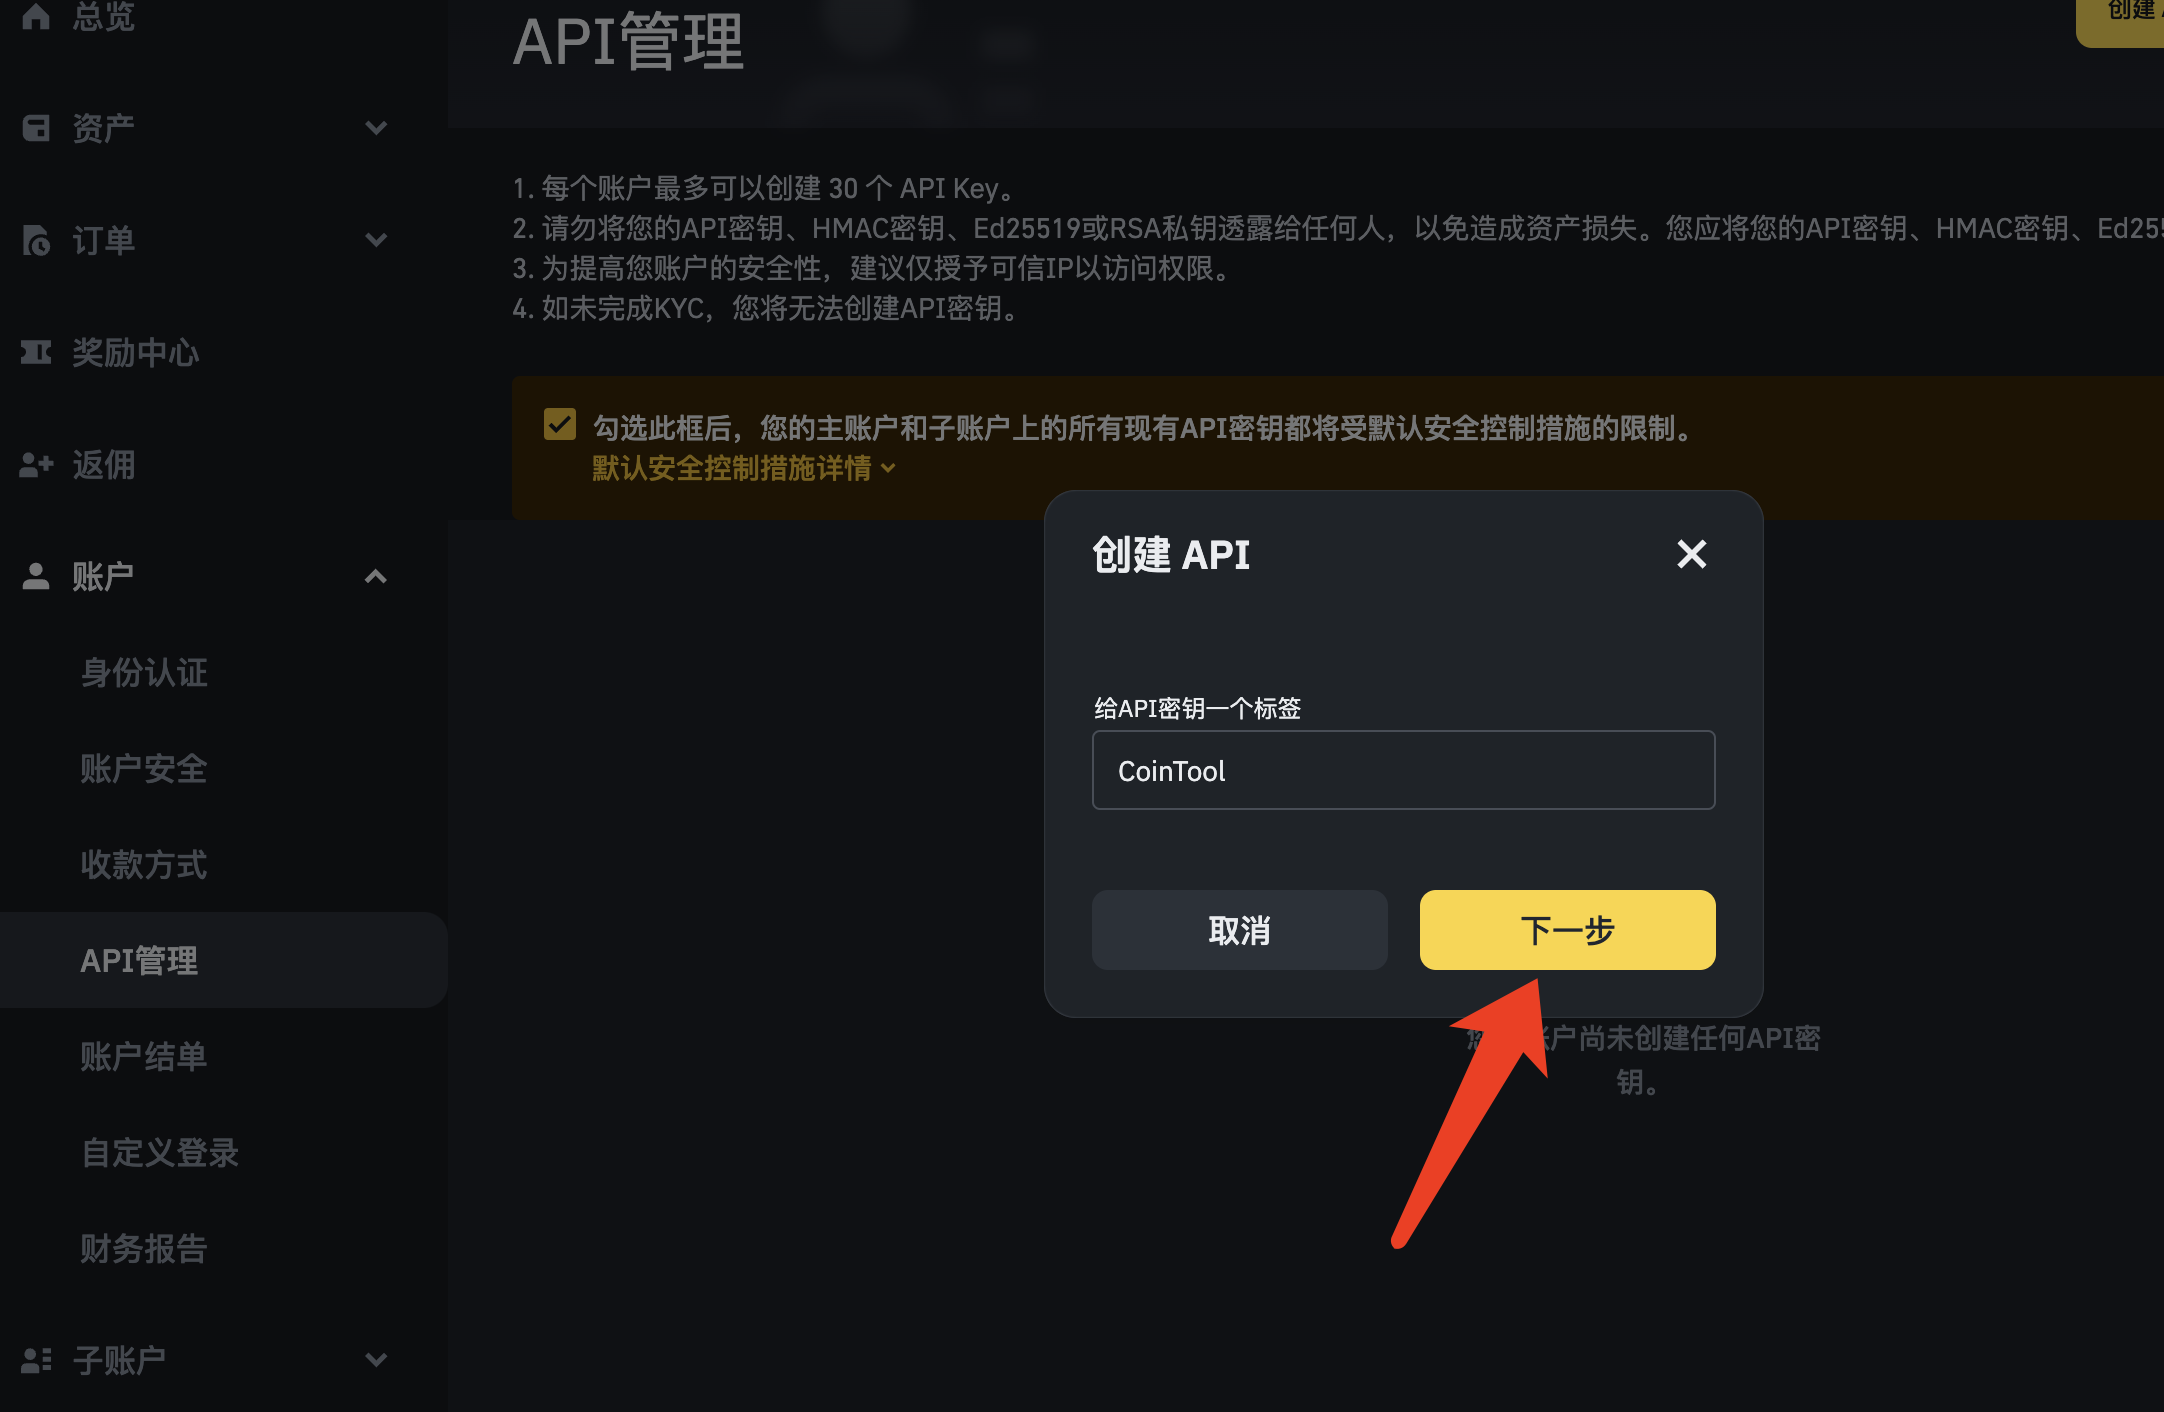 总览
资产
订单
奖励中心
返佣
账户
身份认证
账户安全
收款方式
API管理
账户结单
自定义登录
财务报告
子账户
API管理
创建
1. 每个账户最多可以创建 30 个 API Key。
2. 请勿将您的API密钥、HMAC密钥、Ed25519或RSA私钥透露给任何人，以免造成资产损失。您应将您的API密钥、HMAC密钥、Ed255
3. 为提高您账户的安全性，建议仅授予可信IP以访问权限。
4. 如未完成KYC，您将无法创建API密钥。
勾选此框后，您的主账户和子账户上的所有现有API密钥都将受默认安全控制措施的限制。
默认安全控制措施详情
创建 API
给API密钥一个标签
CoinTool
取消
下一步
账户尚未创建任何API密
钥。